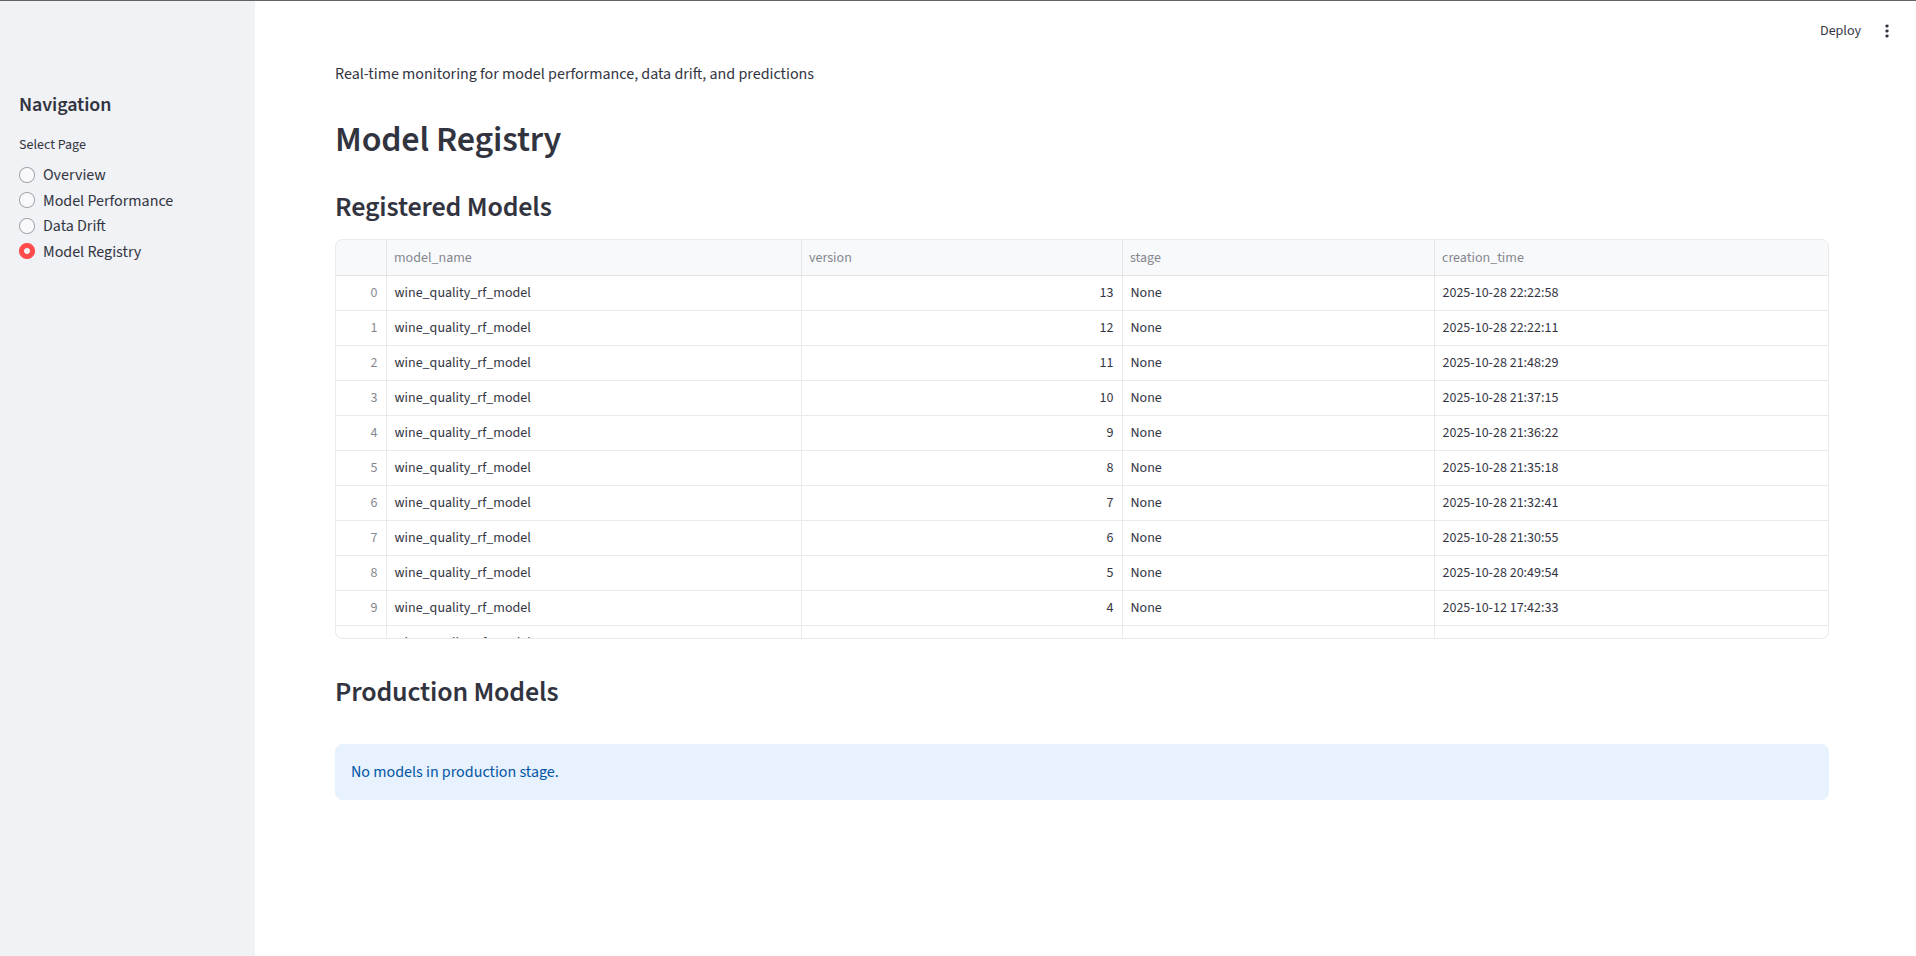 Deploy
Real-time monitoring for model performance, data drift, and predictions
Navigation
Select Page
Overview
Model Performance
Data Drift
Model Registry
Model Registry
Registered Models
model_name version stage creation_time
0 wine_quality_rf_model 13 None 2025-10-28 22:22:58
1 wine_quality_rf_model 12 None 2025-10-28 22:22:11
2 wine_quality_rf_model 11 None 2025-10-28 21:48:29
3 wine_quality_rf_model 10 None 2025-10-28 21:37:15
4 wine_quality_rf_model 9 None 2025-10-28 21:36:22
5 wine_quality_rf_model 8 None 2025-10-28 21:35:18
6 wine_quality_rf_model 7 None 2025-10-28 21:32:41
7 wine_quality_rf_model 6 None 2025-10-28 21:30:55
8 wine_quality_rf_model 5 None 2025-10-28 20:49:54
9 wine_quality_rf_model 4 None 2025-10-12 17:42:33
Production Models
No models in production stage.